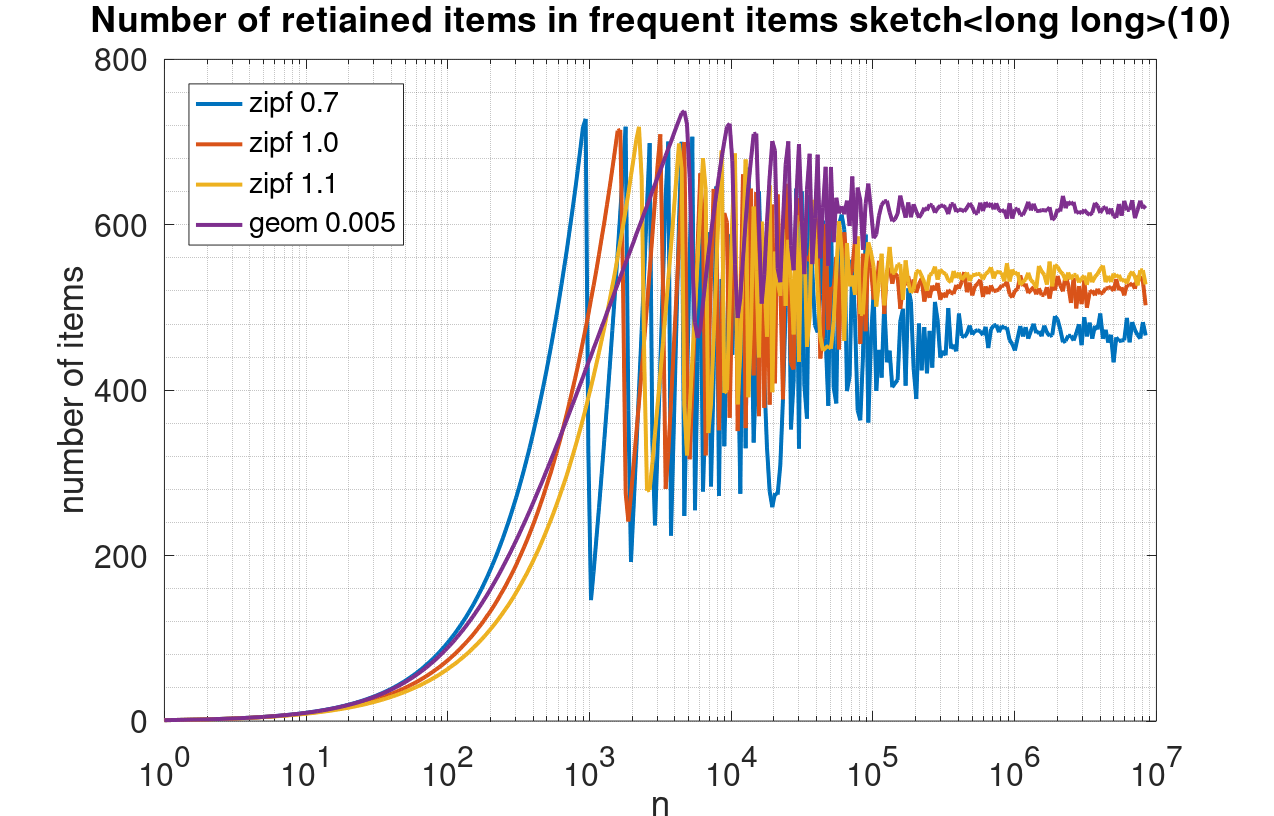 Number of retiained items in frequent items sketch<long long>(10)
800
zipf 0.7
zipf 1.0
zipf 1.1
geom 0.005
600
400
200
0
number of items
10^0 10^1 10^2 10^3 10^4 10^5 10^6 10^7
n